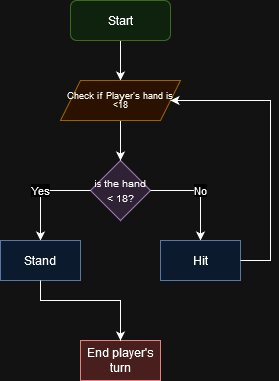 Start
Check if Player's hand is
<18
is the hand
< 18?
Yes
No
Stand
Hit
End player's
turn